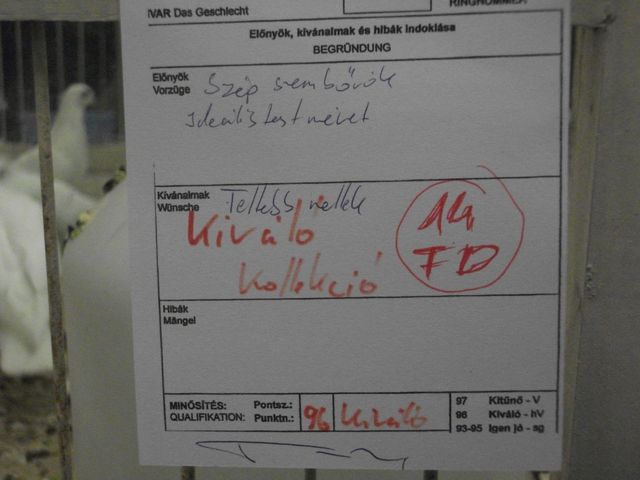 IVAR Das Geschlecht
RINGNUMMER
Előnyök, kívánalmak és hibák indoklása
BEGRÜNDUNG
Előnyök
Vorzüge
Szép szembőrök
Ideális testméret
Kívánalmak
Wünsche
Teltebb mellek
Kiváló
Kollekció
FD
Hibák
Mängel
MINŐSÍTÉS: Pontsz.:
QUALIFIKATION: Punktn.:
96 Kiváló
97 Kitűnő - V
96 Kiváló - hV
93-95 Igen jó - sg